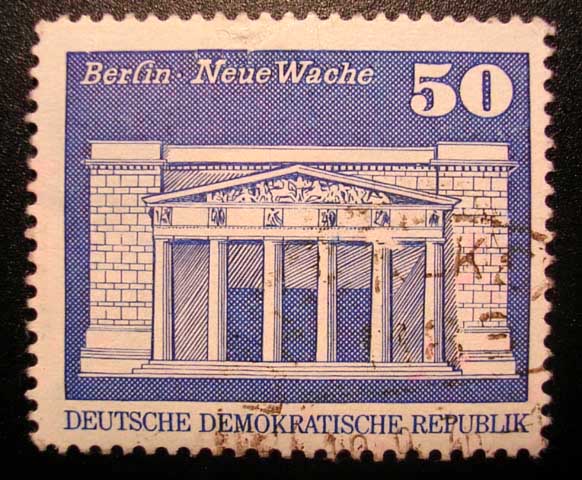 Berlin · Neue Wache 50
DEUTSCHE DEMOKRATISCHE REPUBLIK